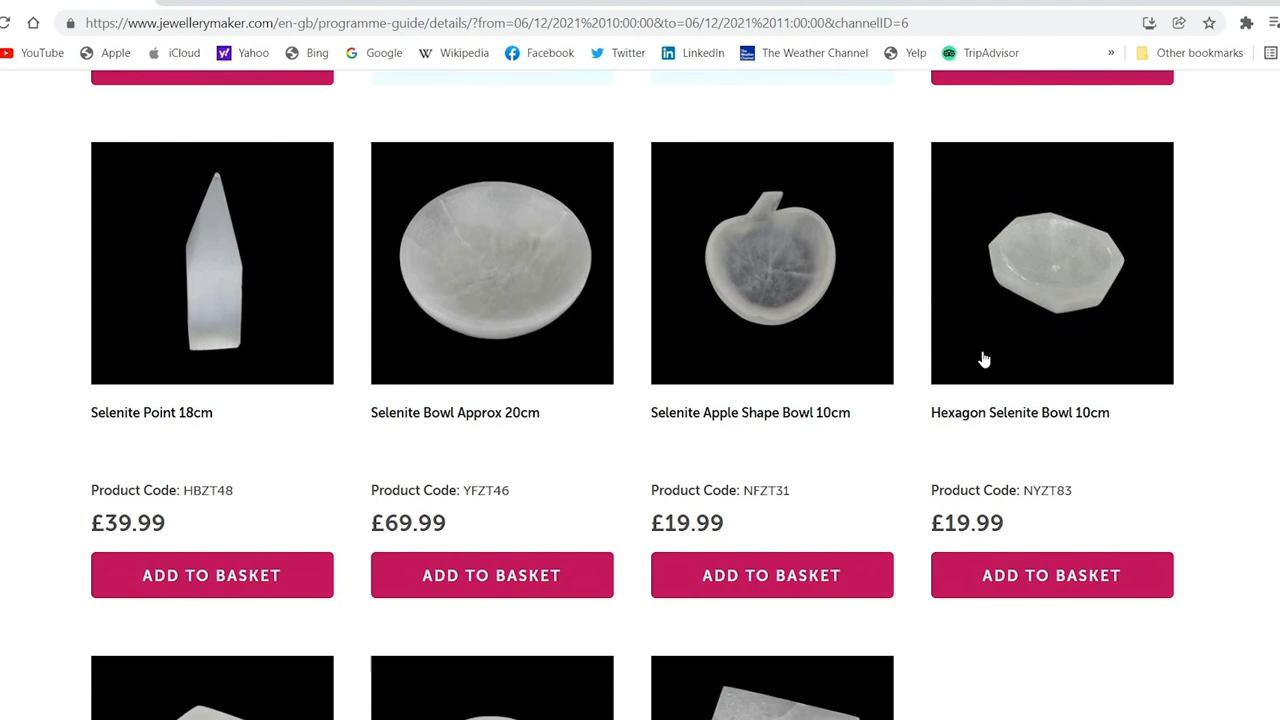 https://www.jewellerymaker.com/en-gb/programme-guide/details/?from=06/12/2021%2010:00:00&to=06/12/2021%2011:00:00&channelID=6
YouTube Apple iCloud Yahoo Bing Google Wikipedia Facebook Twitter LinkedIn The Weather Channel Yelp TripAdvisor » Other bookmarks
Selenite Point 18cm Selenite Bowl Approx 20cm Selenite Apple Shape Bowl 10cm Hexagon Selenite Bowl 10cm
Product Code: HBZT48 Product Code: YFZT46 Product Code: NFZT31 Product Code: NYZT83
£39.99 £69.99 £19.99 £19.99
ADD TO BASKET ADD TO BASKET ADD TO BASKET ADD TO BASKET